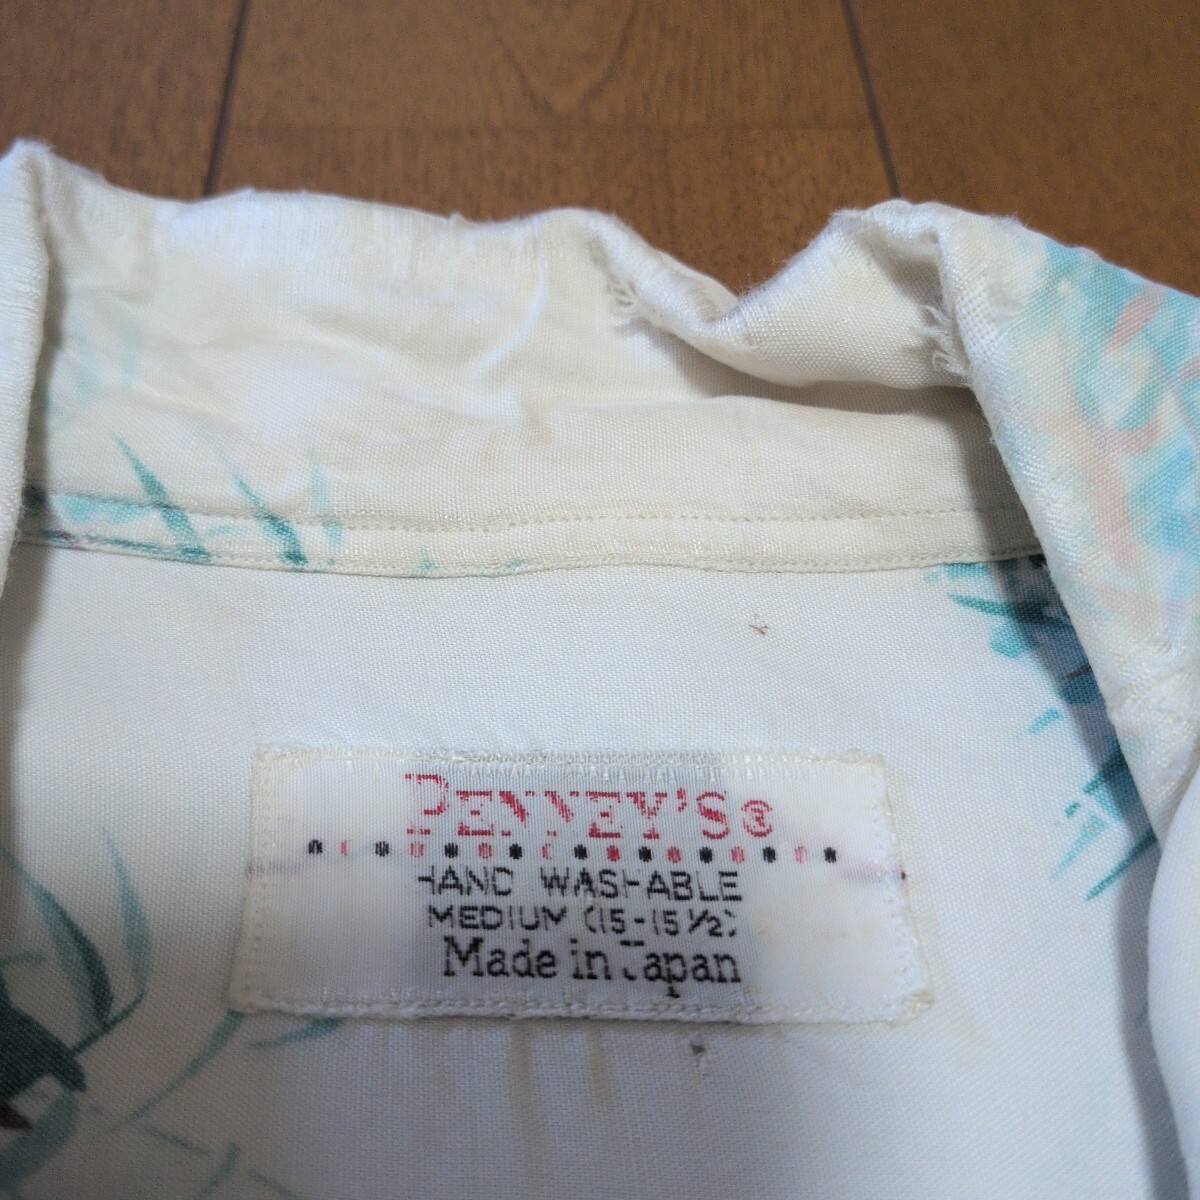 PENNEY'S®
HAND WASHABLE
MEDIUM (15-15½)
Made in Japan